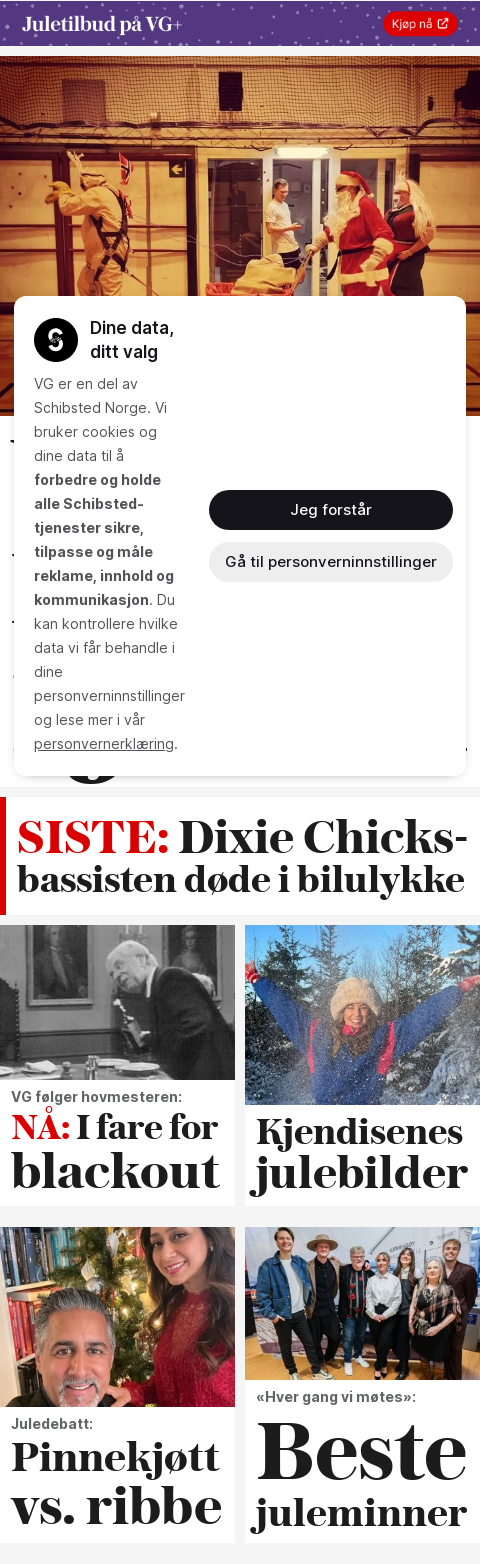 Juletilbud på VG+
Kjøp nå
Dine data,
ditt valg
VG er en del av
Schibsted Norge. Vi
bruker cookies og
dine data til å
forbedre og holde
alle Schibsted-
tjenester sikre,
tilpasse og måle
reklame, innhold og
kommunikasjon. Du
kan kontrollere hvilke
data vi får behandle i
dine
personverninnstillinger
og lese mer i vår
personvernerklæring.
Jeg forstår
Gå til personverninnstillinger
SISTE: Dixie Chicks-
bassisten døde i bilulykke
VG følger hovmesteren:
NÅ: I fare for
blackout
Kjendisenes
julebilder
Juledebatt:
Pinnekjøtt
vs. ribbe
«Hver gang vi møtes»:
Beste
juleminner